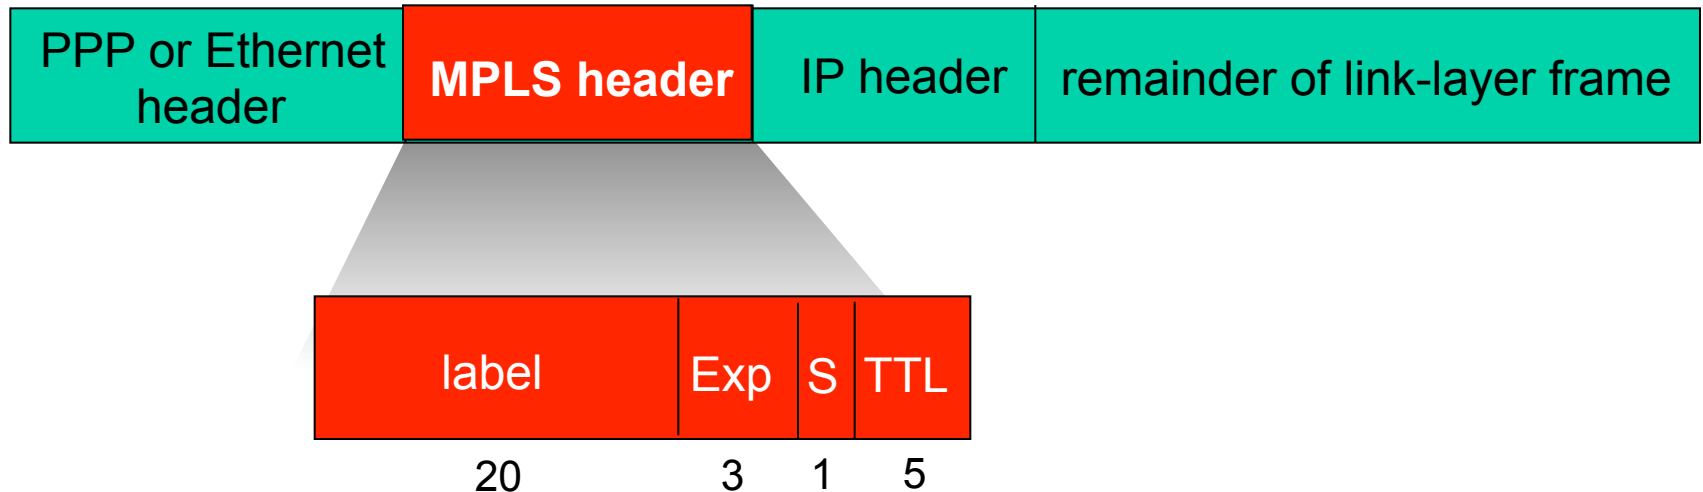 PPP or Ethernet
header
MPLS header
IP header
remainder of link-layer frame
label
Exp
S
TTL
20
3
1
5